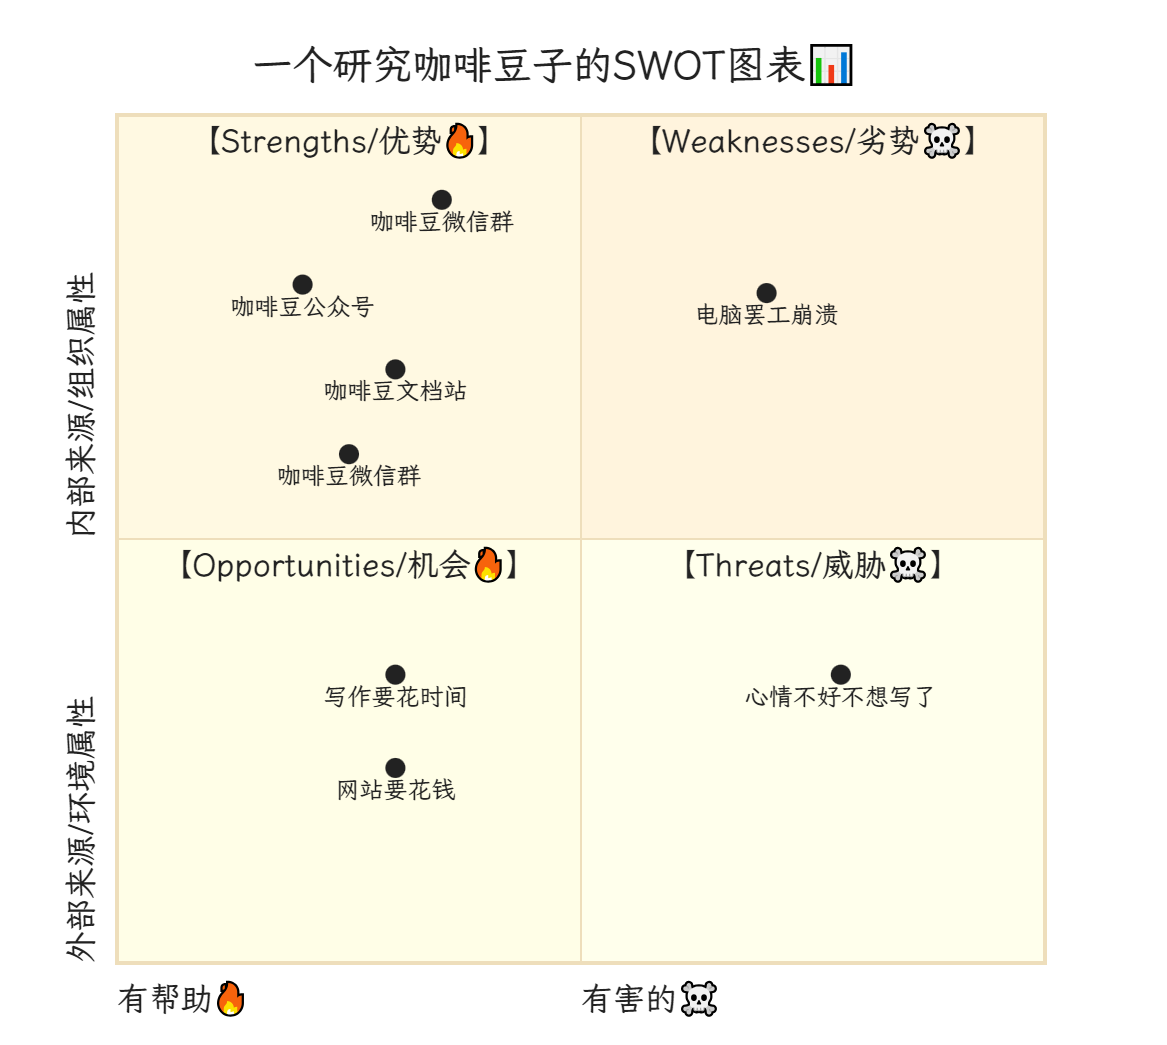 一个研究咖啡豆子的SWOT图表📊
【Strengths/优势🔥】
咖啡豆微信群
咖啡豆公众号
咖啡豆文档站
咖啡豆微信群
【Weaknesses/劣势☠️】
电脑罢工崩溃
【Opportunities/机会🔥】
写作要花时间
网站要花钱
【Threats/威胁☠️】
心情不好不想写了
内部来源/组织属性
外部来源/环境属性
有帮助🔥
有害的☠️